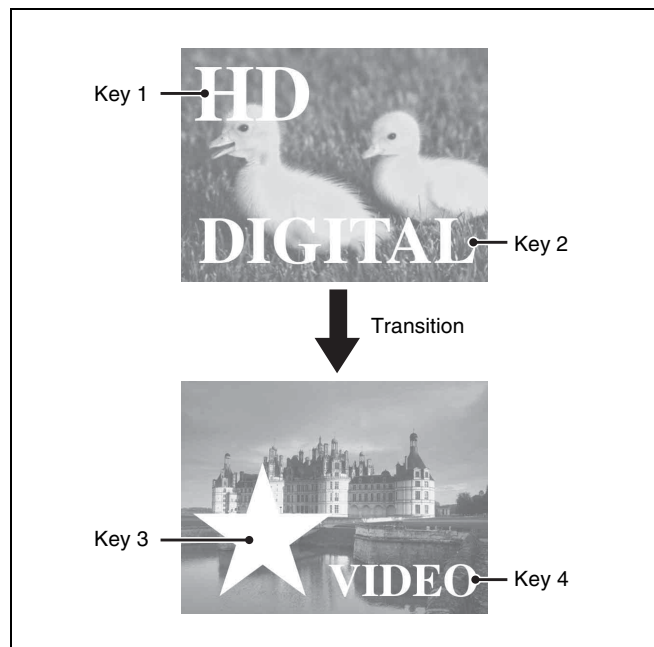 Key 1
HD
DIGITAL
Key 2
Transition
Key 3
VIDEO
Key 4